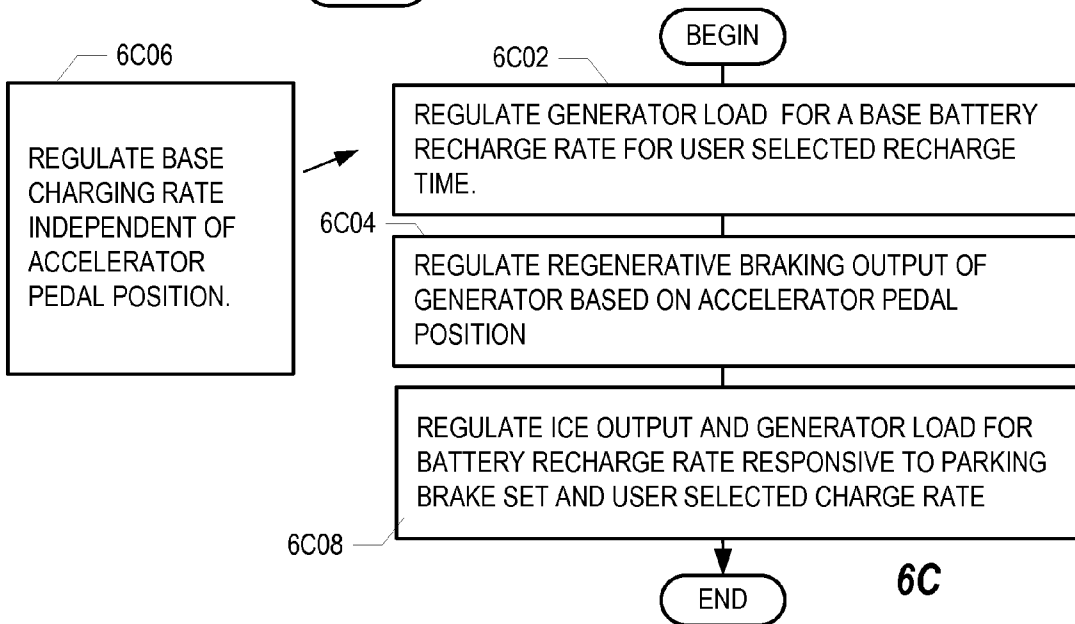 BEGIN
6C06
6C02
REGULATE BASE
CHARGING RATE
INDEPENDENT OF
ACCELERATOR
PEDAL POSITION.
REGULATE GENERATOR LOAD FOR A BASE BATTERY
RECHARGE RATE FOR USER SELECTED RECHARGE
TIME.
6C04
REGULATE REGENERATIVE BRAKING OUTPUT OF
GENERATOR BASED ON ACCELERATOR PEDAL
POSITION
REGULATE ICE OUTPUT AND GENERATOR LOAD FOR
BATTERY RECHARGE RATE RESPONSIVE TO PARKING
BRAKE SET AND USER SELECTED CHARGE RATE
6C08
END
6C